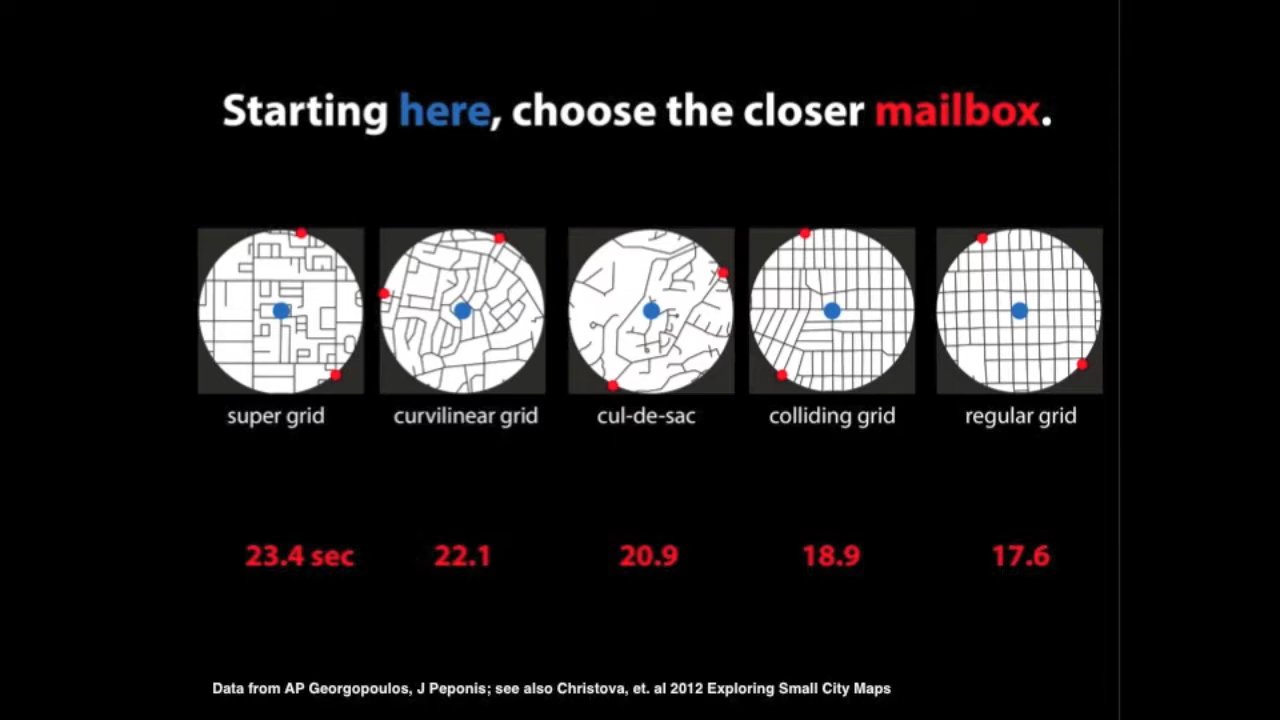 Starting here, choose the closer mailbox.
super grid
curvilinear grid
cul-de-sac
colliding grid
regular grid
23.4 sec
22.1
20.9
18.9
17.6
Data from AP Georgopoulos, J Peponis; see also Christova, et. al 2012 Exploring Small City Maps